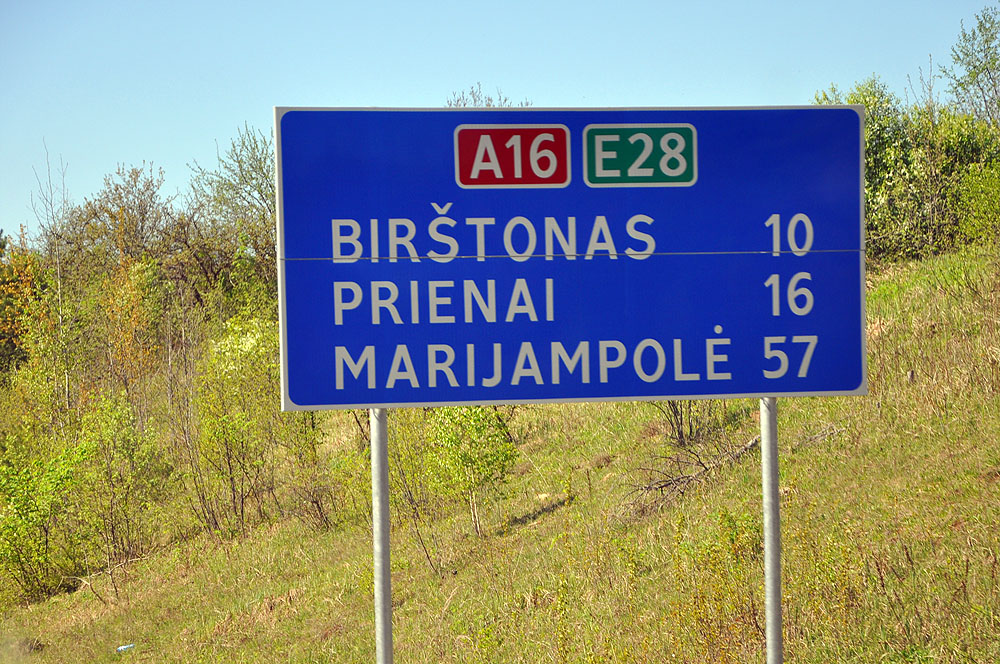 A16 E28
BIRŠTONAS 10
PRIENAI 16
MARIJAMPOLĖ 57